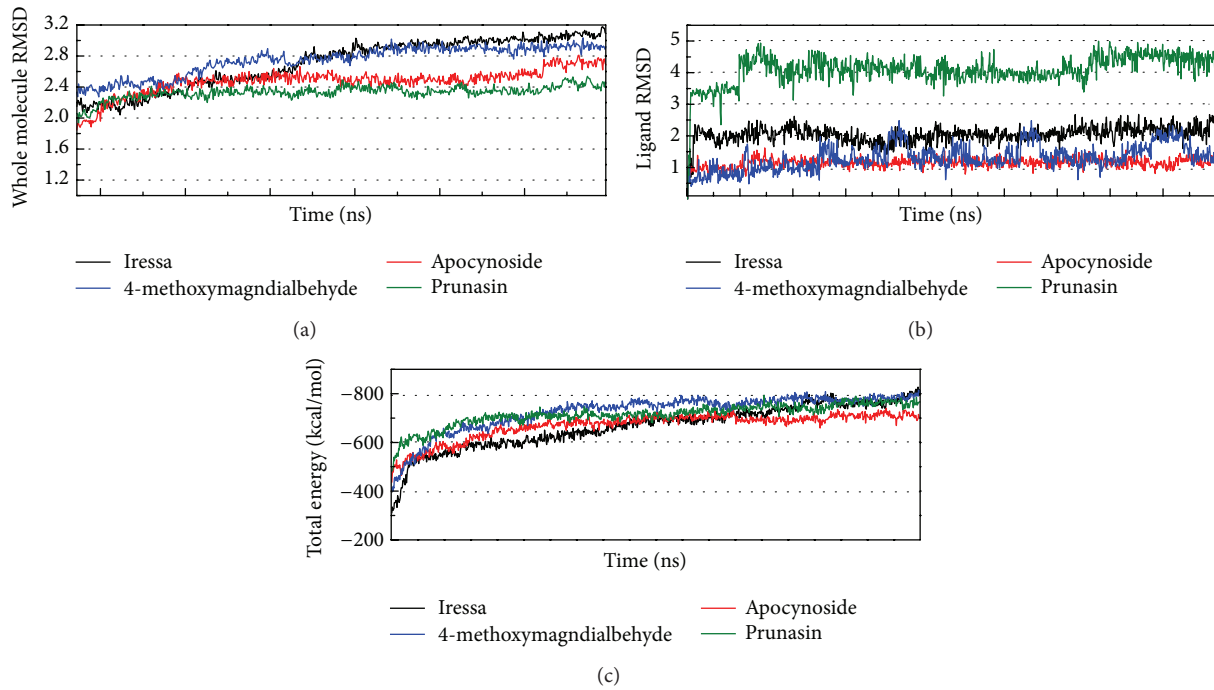 Whole molecule RMSD
3.2
2.8
2.4
2.0
1.6
1.2
Time (ns)
Iressa
4-methoxymagndialbehyde
Apocynoside
Prunasin
(a)
Ligand RMSD
5
4
3
2
1
Time (ns)
Iressa
4-methoxymagndialbehyde
Apocynoside
Prunasin
(b)
Total energy (kcal/mol)
−800
−600
−400
−200
Time (ns)
Iressa
4-methoxymagndialbehyde
Apocynoside
Prunasin
(c)